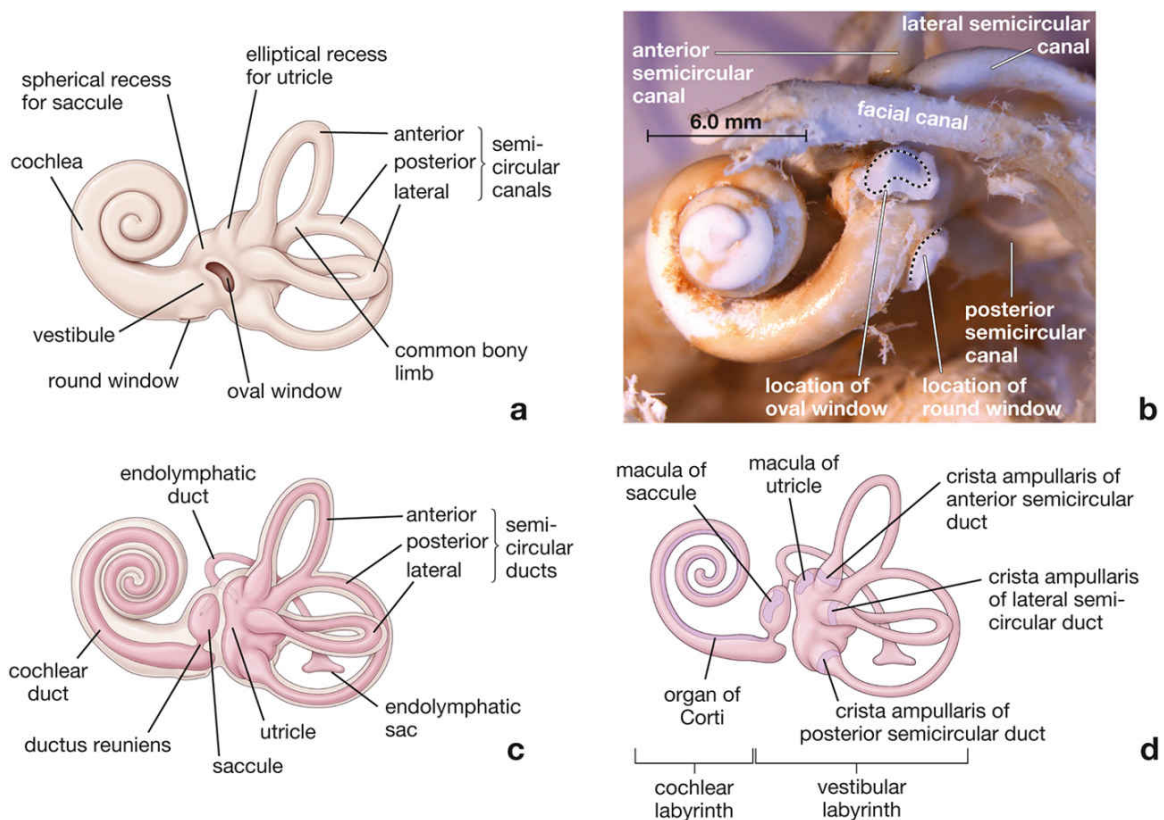 spherical recess
for saccule
elliptical recess
for utricle
cochlea
anterior
posterior
lateral
semi-
circular
canals
vestibule
round window
oval window
common bony
limb
a
anterior
semicircular
canal
lateral semicircular
canal
6.0 mm
facial canal
posterior
semicircular
canal
location of
oval window
location of
round window
b
endolymphatic
duct
anterior
posterior
lateral
semi-
circular
ducts
cochlear
duct
ductus reuniens
saccule
utricle
endolymphatic
sac
c
macula of
saccule
macula of
utricle
crista ampullaris of
anterior semicircular
duct
crista ampullaris
of lateral semi-
circular duct
organ of
Corti
crista ampullaris of
posterior semicircular duct
d
cochlear
labyrinth
vestibular
labyrinth